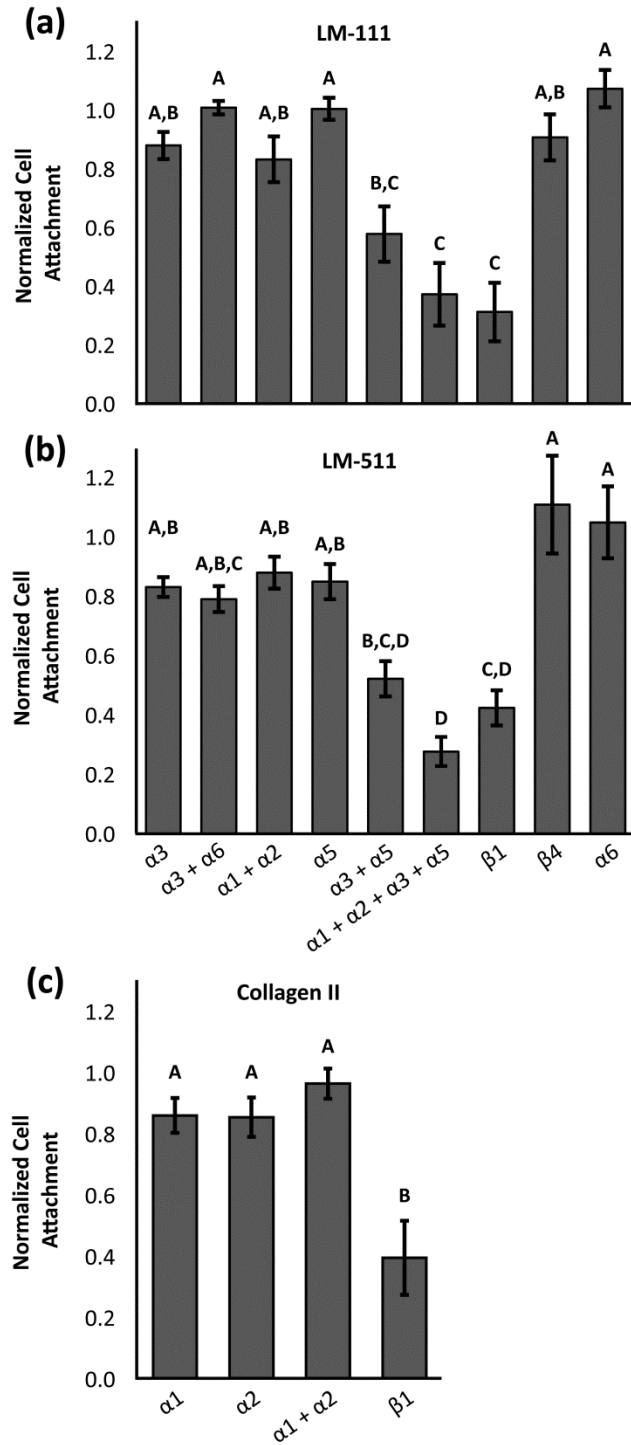 (a)
LM-111
Normalized Cell
Attachment
1.2
1.0
0.8
0.6
0.4
0.2
0.0
A,B
A
A,B
A
B,C
C
C
A,B
A
(b)
LM-511
Normalized Cell
Attachment
1.2
1.0
0.8
0.6
0.4
0.2
0.0
A,B
A,B,C
A,B
A,B
B,C,D
D
C,D
A
A
α3
α3 + α6
α1 + α2
α5
α3 + α5
α1 + α2 + α3 + α5
β1
β4
α6
(c)
Collagen II
Normalized Cell
Attachment
1.2
1.0
0.8
0.6
0.4
0.2
0.0
A
A
A
B
α1
α2
α1 + α2
β1